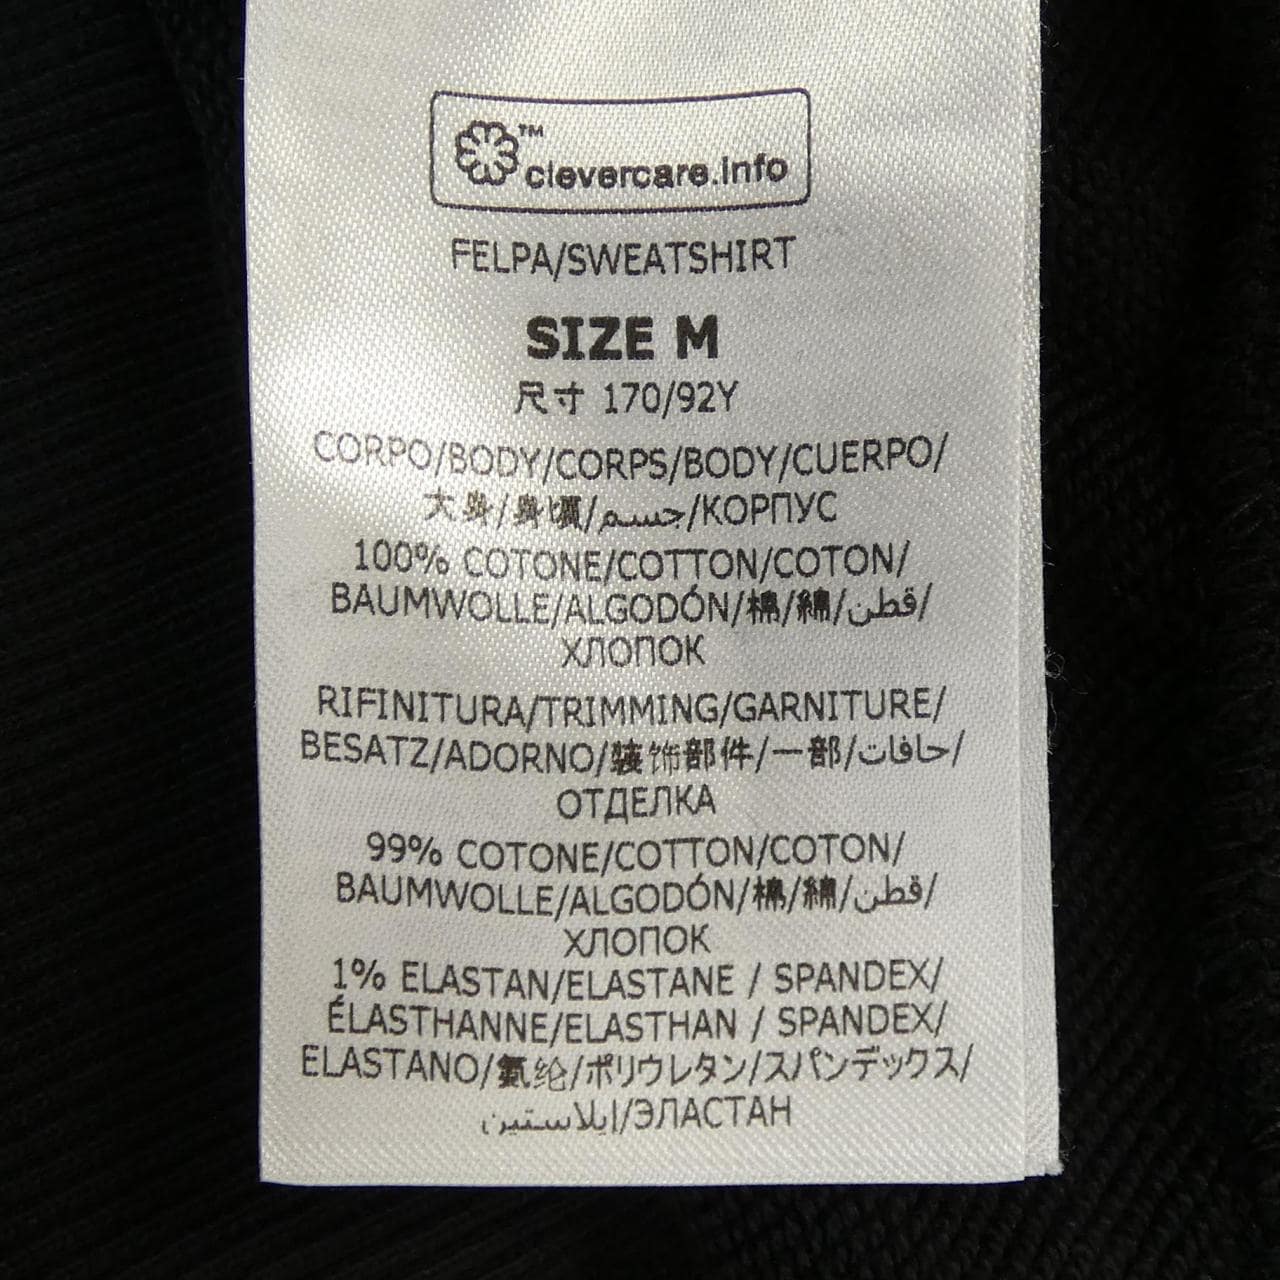 ™
clevercare.info
FELPA/SWEATSHIRT
SIZE M
尺寸 170/92Y
CORPO/BODY/CORPS/BODY/CUERPO/
大身/身頃/جسم/КОРПУС
100% COTONE/COTTON/COTON/
BAUMWOLLE/ALGODÓN/棉/綿/قطن/
ХЛОПОК
RIFINITURA/TRIMMING/GARNITURE/
BESATZ/ADORNO/装饰部件/一部/حافات/
ОТДЕЛКА
99% COTONE/COTTON/COTON/
BAUMWOLLE/ALGODÓN/棉/綿/قطن/
ХЛОПОК
1% ELASTAN/ELASTANE / SPANDEX/
ÉLASTHANNE/ELASTHAN / SPANDEX/
ELASTANO/氨纶/ポリウレタン/スパンデックス/
ايلاستين/ЭЛАСТАН